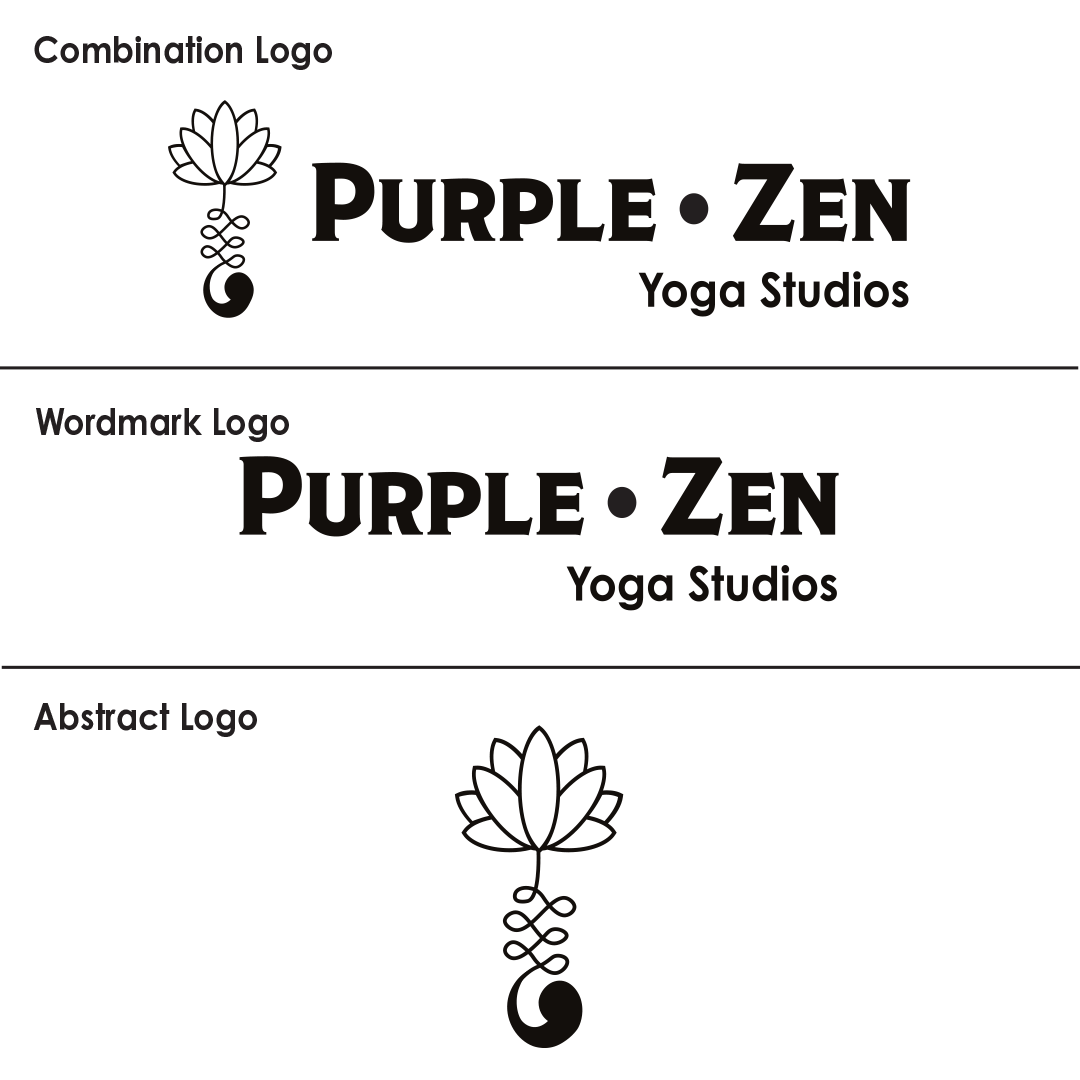 Combination Logo
PURPLE • ZEN
Yoga Studios
Wordmark Logo
PURPLE • ZEN
Yoga Studios
Abstract Logo